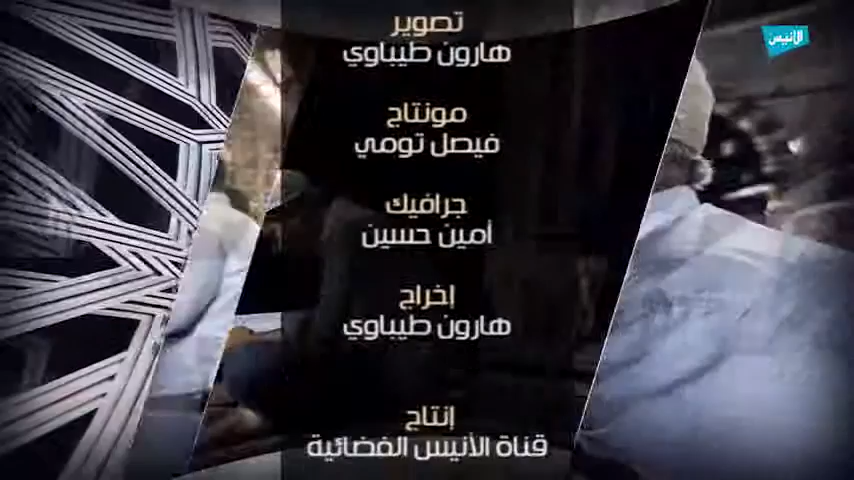 الأنيس
تصوير
هارون طيباوي
مونتاج
فيصل تومي
جرافيك
أمين حسين
إخراج
هارون طيباوي
إنتاج
قناة الأنيس الفضائية